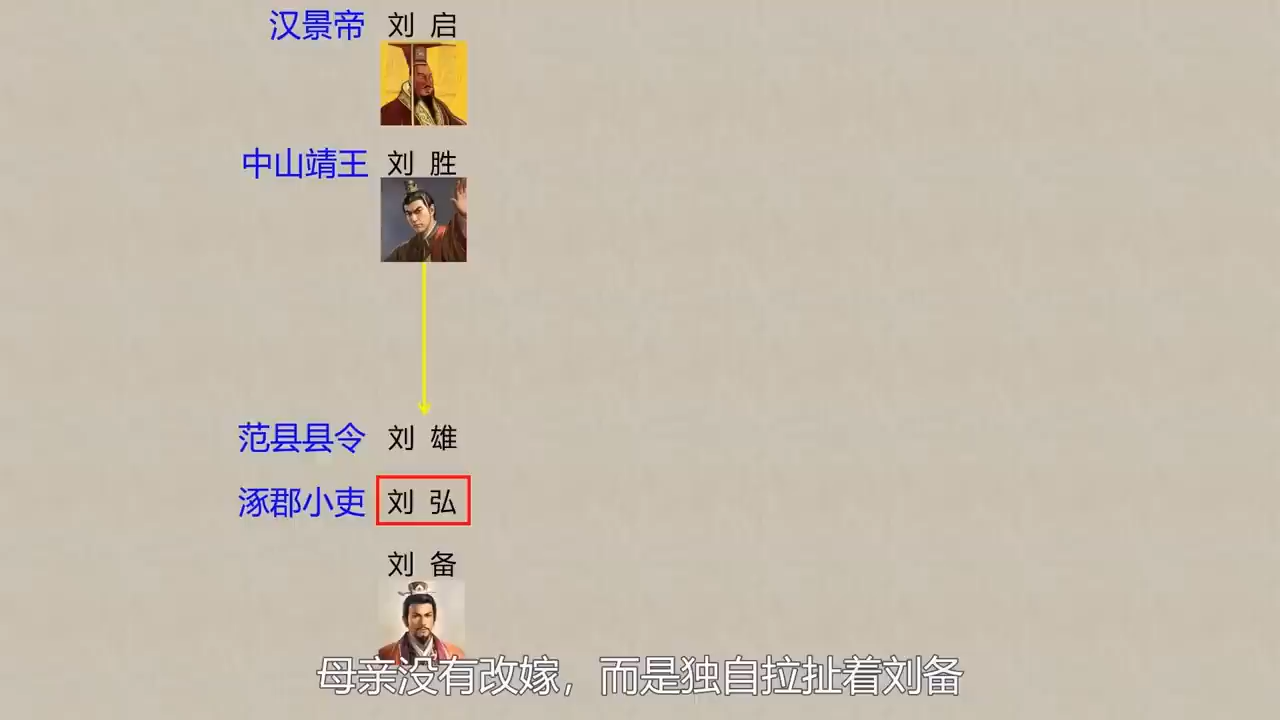 汉景帝 刘 启
中山靖王 刘 胜
范县县令 刘 雄
涿郡小吏 刘 弘
刘 备
母亲没有改嫁，而是独自拉扯着刘备